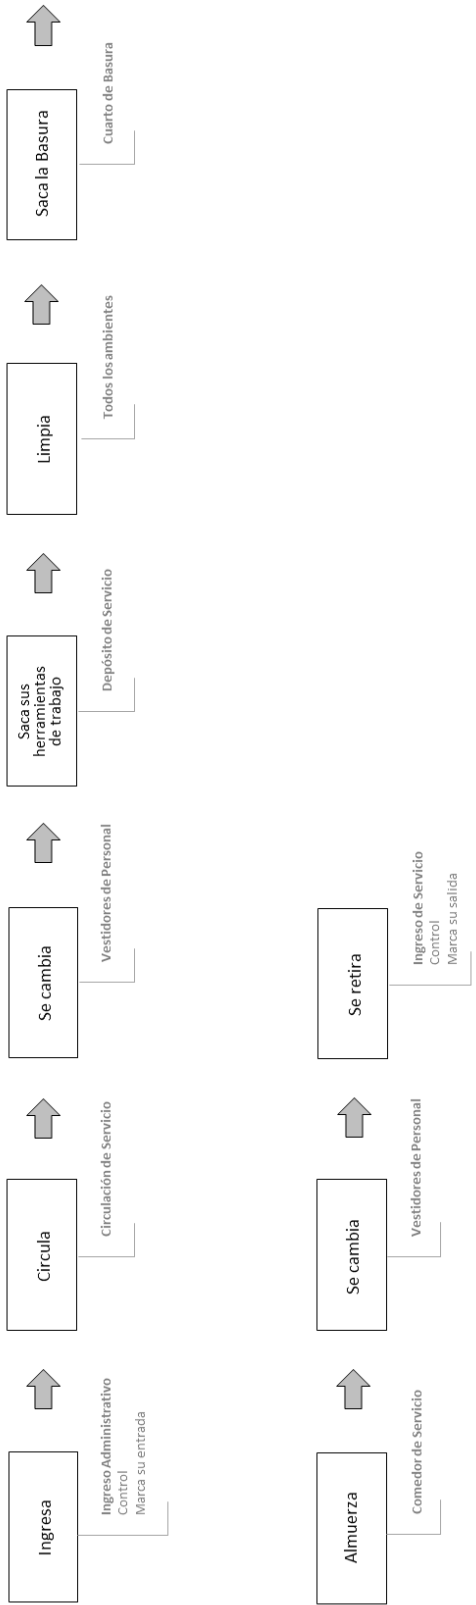 Ingresa
Ingreso Administrativo
Control
Marca su entrada
Circula
Circulación de Servicio
Se cambia
Vestidores de Personal
Saca sus
herramientas
de trabajo
Depósito de Servicio
Limpia
Todos los ambientes
Saca la Basura
Cuarto de Basura
Almuerza
Comedor de Servicio
Se cambia
Vestidores de Personal
Se retira
Ingreso de Servicio
Control
Marca su salida